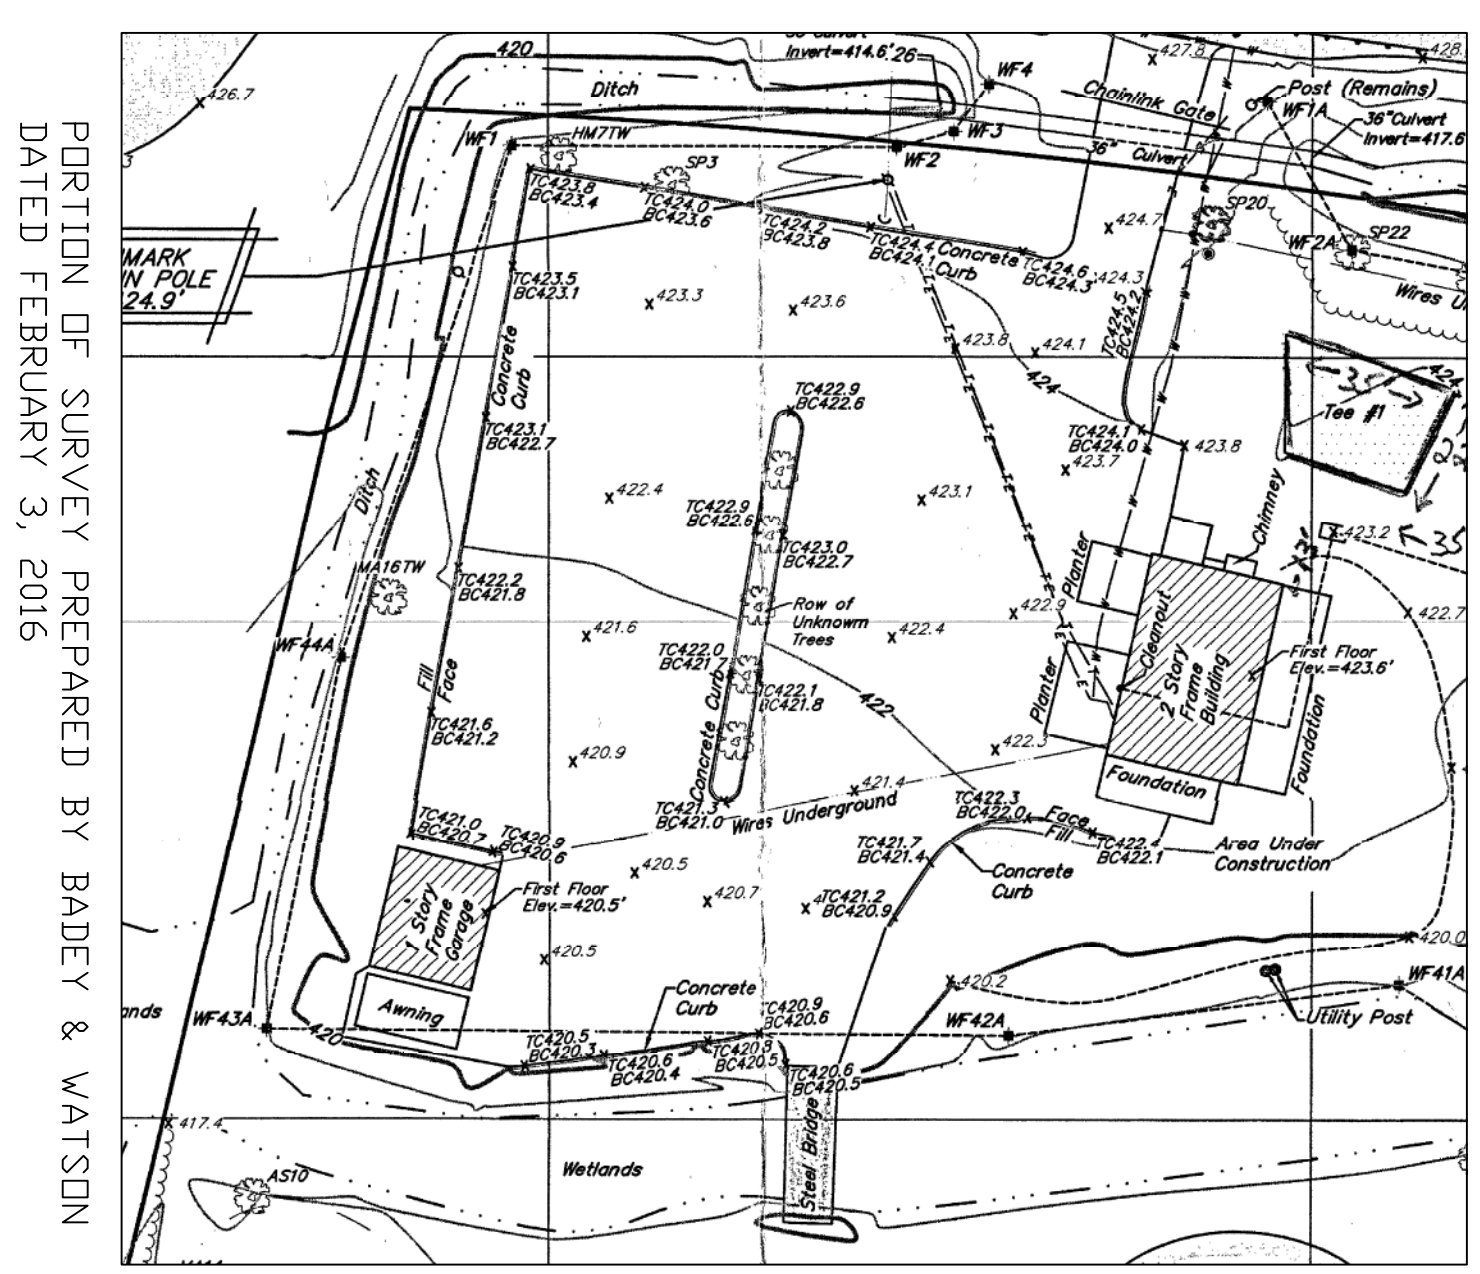 PORTION OF SURVEY PREPARED BY BADEY & WATSON
DATED FEBRUARY 3, 2016
420
Invert=414.6'
26
WF4
427.8
428.
426.7
Ditch
Chainlink Gate
Post (Remains)
WF1A
36"Culvert
Invert=417.6
WF1
HM7TW
WF3
WF2
36" Culvert
SP3
TC423.8
BC423.4
TC424.0
BC423.6
TC424.2
BC423.8
TC424.4
BC424.1
Concrete
Curb
TC424.6
BC424.3
424.7
424.3
SP20
WF2A
SP22
MARK
IN POLE
24.9'
TC423.5
BC423.1
423.3
423.6
TC424.5
BC424.2
Wires
423.8
424.1
424
424
Concrete
Curb
35
Tee #1
TC422.9
BC422.6
TC423.1
BC422.7
TC424.1
BC424.0
423.8
423.7
422.4
423.1
Ditch
TC422.9
BC422.6
TC423.0
BC422.7
Chimney
423.2
35
MA16TW
TC422.2
BC421.8
Planter
Row of
Unknowm
Trees
422.9
422.7
421.6
422.4
WF44A
TC422.0
BC421.7
Cleanout
2 Story
Frame
Building
First Floor
Elev.=423.6'
Fill
Face
Concrete Curb
TC422.1
BC421.8
422
Planter
Foundation
TC421.6
BC421.2
422.3
420.9
421.4
Foundation
TC421.3
BC421.0
Wires Underground
TC422.3
BC422.0
Face
Fill
TC421.0
BC420.7
TC420.9
BC420.6
TC421.7
BC421.4
TC422.4
BC422.1
Area Under
Construction
420.5
Concrete
Curb
First Floor
Elev.=420.5'
420.7
TC421.2
BC420.9
1 Story
Frame
Garage
420.5
420.0
420.2
WF41A
Concrete
Curb
Awning
WF43A
TC420.9
BC420.6
WF42A
Utility Post
420
TC420.5
BC420.3
TC420.6
BC420.4
TC420.8
BC420.5
TC420.6
BC420.5
417.4
Steel Bridge
Wetlands
AS10